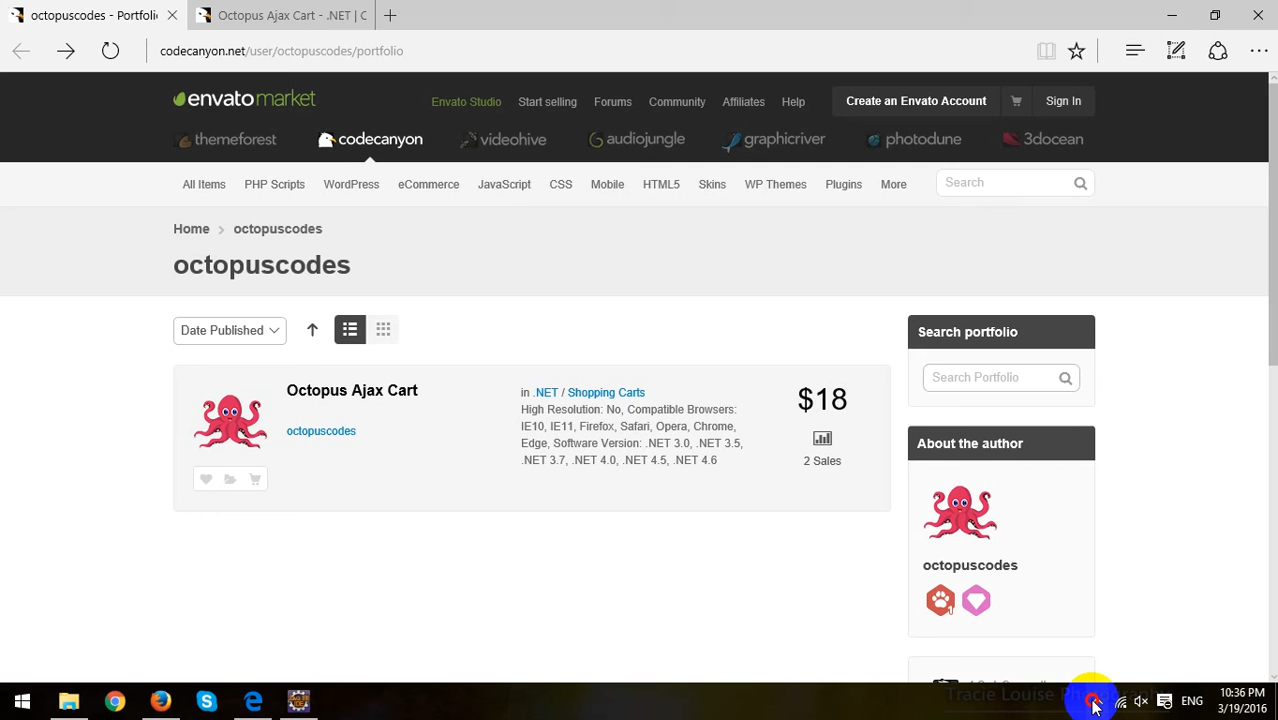 octopuscodes - Portfolio
Octopus Ajax Cart - .NET | C
codecanyon.net/user/octopuscodes/portfolio
envatomarket
Envato Studio Start selling Forums Community Affiliates Help Create an Envato Account Sign In
themeforest codecanyon videohive audiojungle graphicriver photodune 3docean
All Items PHP Scripts WordPress eCommerce JavaScript CSS Mobile HTML5 Skins WP Themes Plugins More Search
Home > octopuscodes
octopuscodes
Date Published
Search portfolio
Search Portfolio
Octopus Ajax Cart
octopuscodes
in .NET / Shopping Carts
High Resolution: No, Compatible Browsers:
IE10, IE11, Firefox, Safari, Opera, Chrome,
Edge, Software Version: .NET 3.0, .NET 3.5,
.NET 3.7, .NET 4.0, .NET 4.5, .NET 4.6
$18
2 Sales
About the author
octopuscodes
1
Tracie Louise Photography
ENG
10:36 PM
3/19/2016